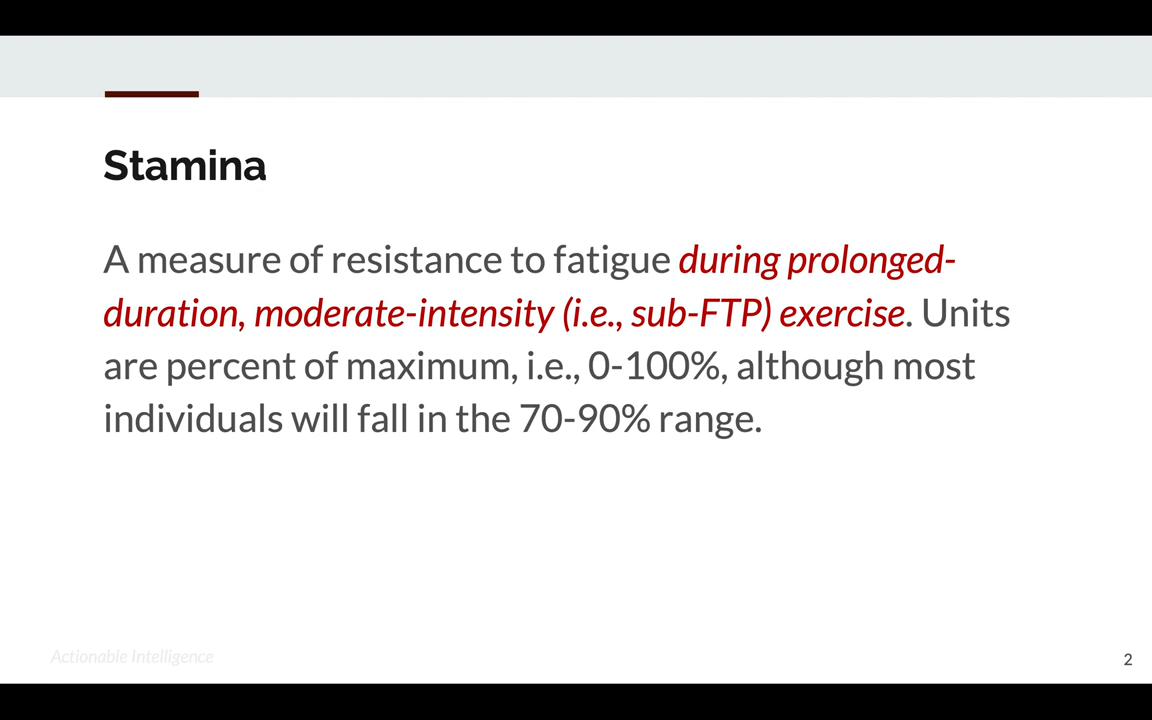 Stamina
A measure of resistance to fatigue during prolonged-
duration, moderate-intensity (i.e., sub-FTP) exercise. Units
are percent of maximum, i.e., 0-100%, although most
individuals will fall in the 70-90% range.
Actionable Intelligence
2